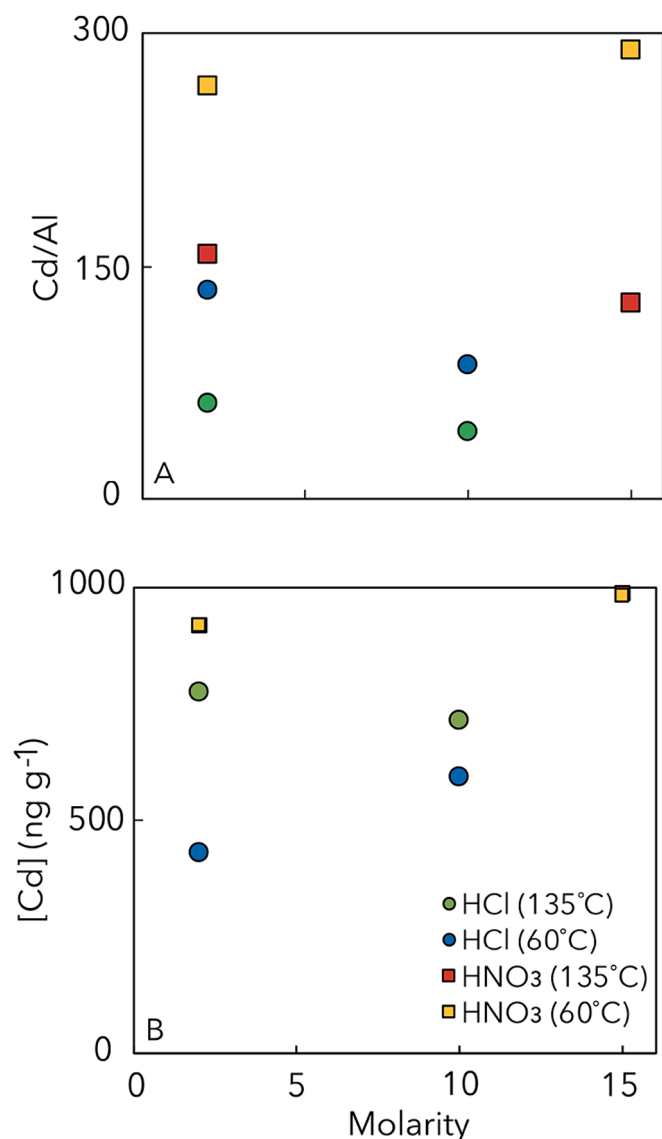 300
Cd/Al
150
A
0
1000
[Cd] (ng g-1)
500
HCl (135°C)
HCl (60°C)
HNO3 (135°C)
HNO3 (60°C)
B
0
0 5 10 15
Molarity